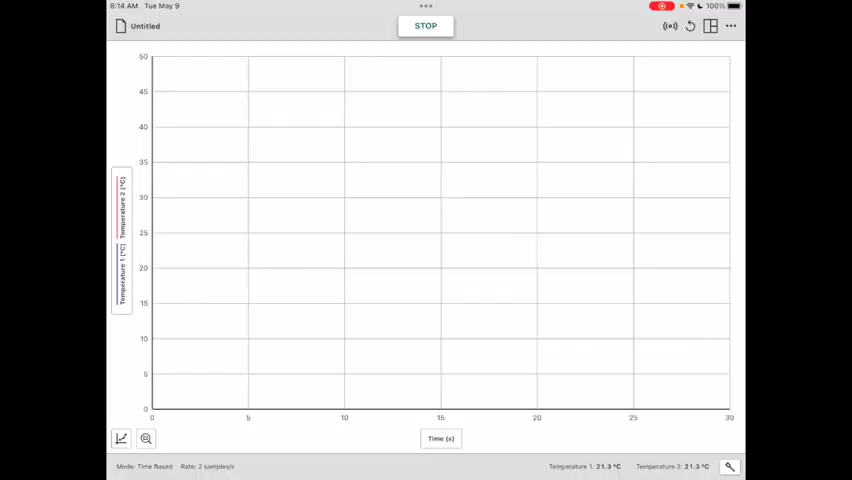 8:14 AM Tue May 9
100%
Untitled
STOP
50
45
40
35
30
25
20
15
10
5
0
Temperature 2 (°C)
Temperature 1 (°C)
0 5 10 15 20 25 30
Time (s)
Mode: Time Based Rate: 2 samples/s
Temperature 1: 21.3 °C Temperature 2: 21.3 °C